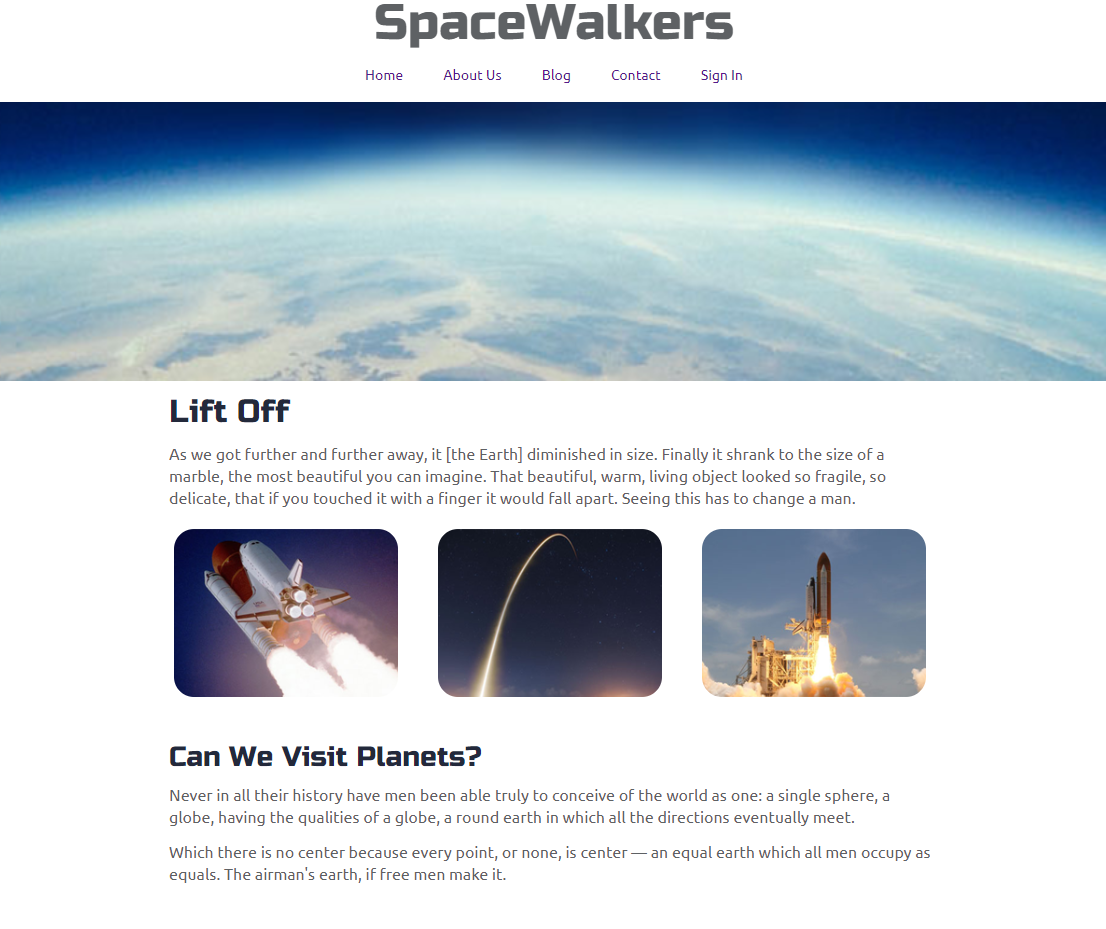 SpaceWalkers
Home About Us Blog Contact Sign In
Lift Off
As we got further and further away, it [the Earth] diminished in size. Finally it shrank to the size of a
marble, the most beautiful you can imagine. That beautiful, warm, living object looked so fragile, so
delicate, that if you touched it with a finger it would fall apart. Seeing this has to change a man.
Can We Visit Planets?
Never in all their history have men been able truly to conceive of the world as one: a single sphere, a
globe, having the qualities of a globe, a round earth in which all the directions eventually meet.
Which there is no center because every point, or none, is center — an equal earth which all men occupy as
equals. The airman's earth, if free men make it.